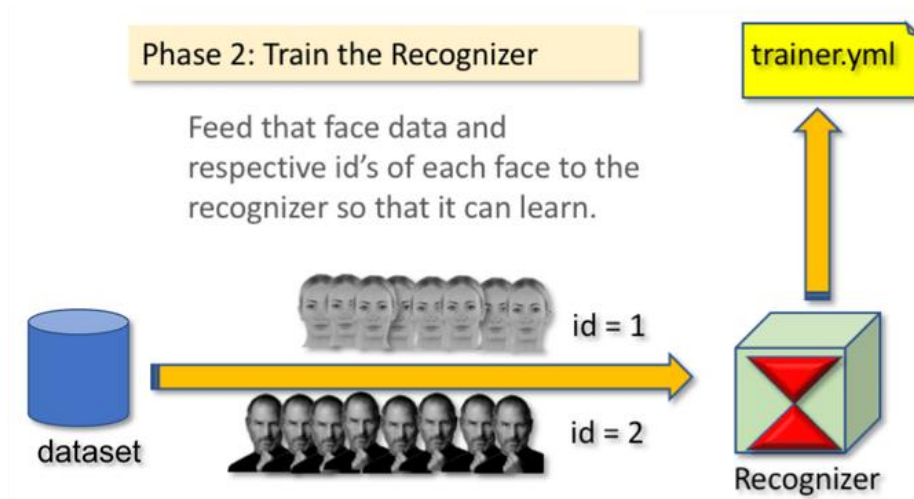 Phase 2: Train the Recognizer
trainer.yml
Feed that face data and
respective id's of each face to the
recognizer so that it can learn.
id = 1
id = 2
dataset
Recognizer